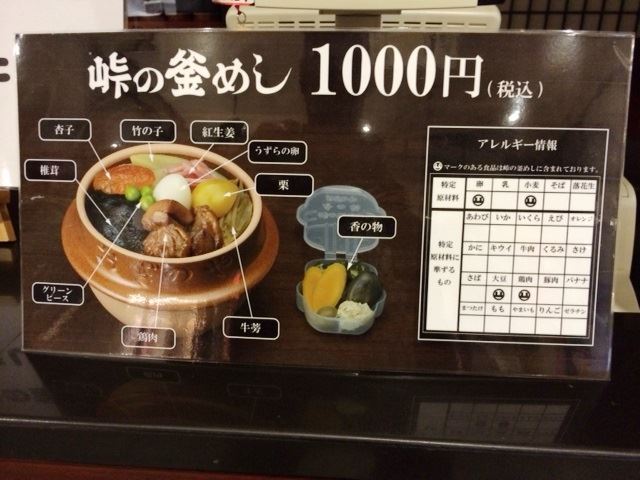 峠の釜めし 1000円(税込)
杏子
竹の子
紅生姜
うずらの卵
椎茸
栗
香の物
グリーン
ピース
鶏肉
牛蒡
アレルギー情報
マークのある食品は峠の釜めしに含まれております。
特定
原材料
卵 乳 小麦 そば 落花生
特定
原材料に
準ずる
もの
あわび いか いくら えび オレンジ
かに キウイ 牛肉 くるみ さけ
さば 大豆 鶏肉 豚肉 バナナ
まつたけ もも やまいも りんご ゼラチン